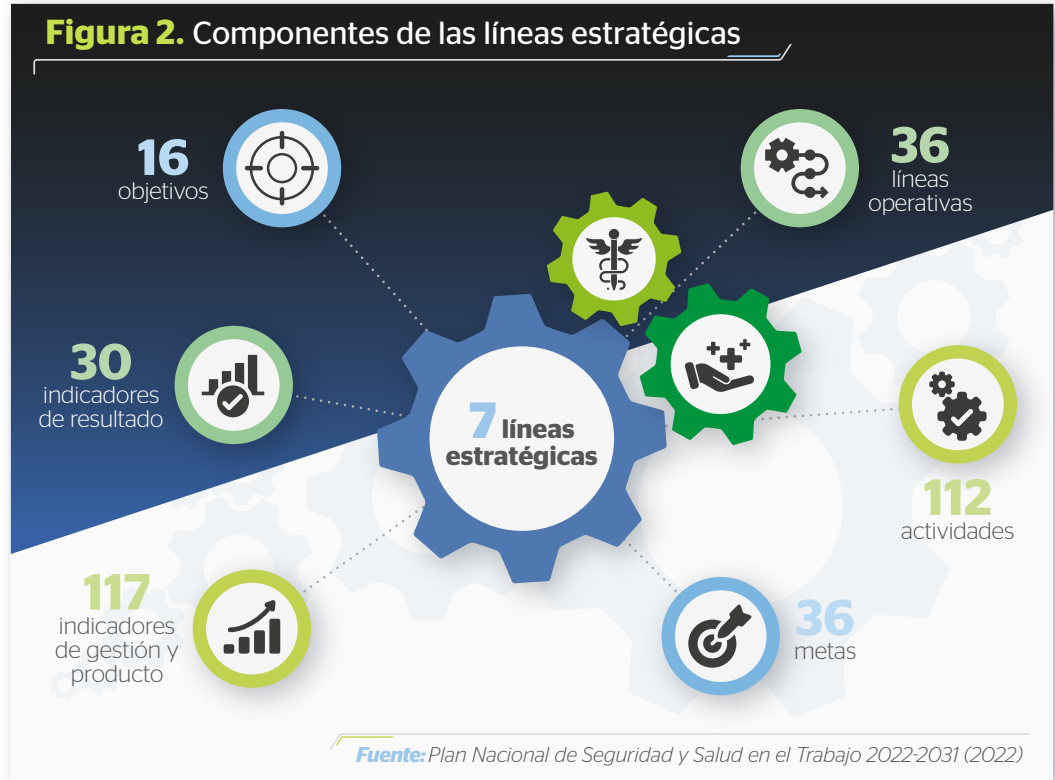 Figura 2. Componentes de las líneas estratégicas
16
objetivos
36
líneas
operativas
30
indicadores
de resultado
7 líneas
estratégicas
112
actividades
117
indicadores
de gestión y
producto
36
metas
Fuente: Plan Nacional de Seguridad y Salud en el Trabajo 2022-2031 (2022)